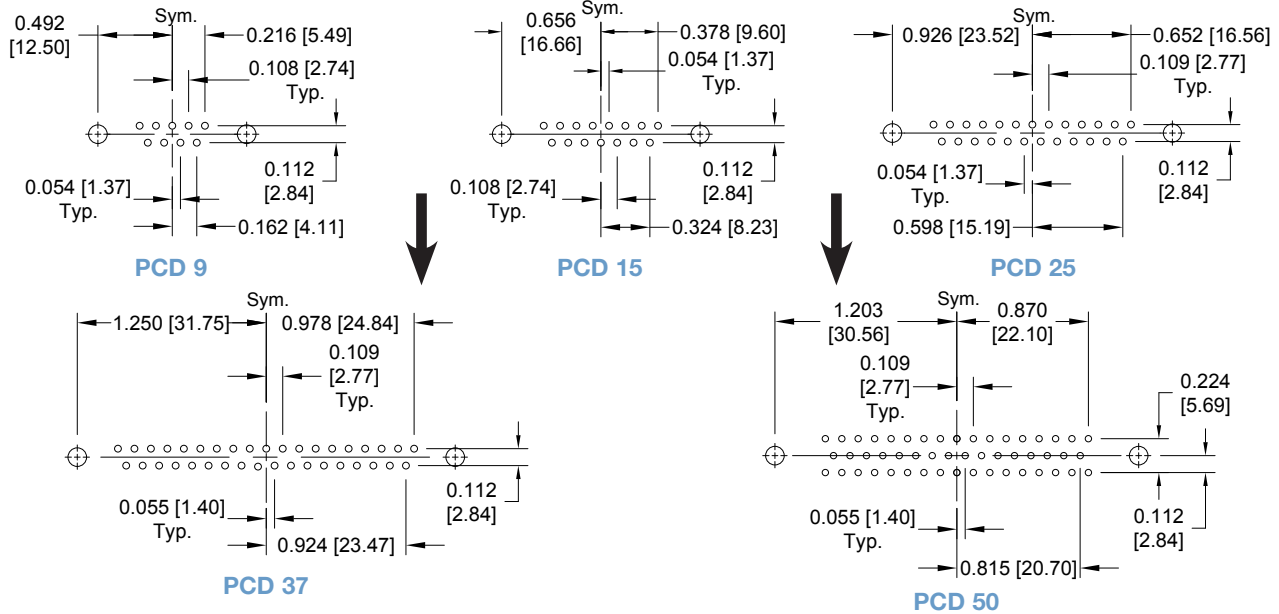 Sym.
0.492
[12.50]
0.216 [5.49]
0.108 [2.74]
Typ.
0.054 [1.37]
Typ.
0.112
[2.84]
0.162 [4.11]
PCD 9
Sym.
0.656
[16.66]
0.378 [9.60]
0.054 [1.37]
Typ.
0.108 [2.74]
Typ.
0.112
[2.84]
0.324 [8.23]
PCD 15
Sym.
0.926 [23.52]
0.652 [16.56]
0.109 [2.77]
Typ.
0.054 [1.37]
Typ.
0.112
[2.84]
0.598 [15.19]
PCD 25
Sym.
1.250 [31.75]
0.978 [24.84]
0.109
[2.77]
Typ.
0.055 [1.40]
Typ.
0.112
[2.84]
0.924 [23.47]
PCD 37
Sym.
1.203
[30.56]
0.870
[22.10]
0.109
[2.77]
Typ.
0.224
[5.69]
0.055 [1.40]
Typ.
0.112
[2.84]
0.815 [20.70]
PCD 50